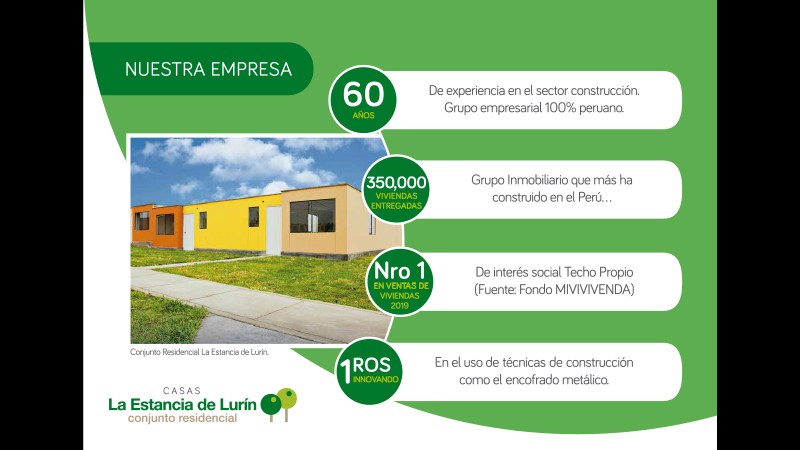 NUESTRA EMPRESA
60
AÑOS
De experiencia en el sector construcción.
Grupo empresarial 100% peruano.
350,000
VIVIENDAS
ENTREGADAS
Grupo Inmobiliario que más ha
construido en el Perú...
Nro 1
EN VENTAS DE
VIVIENDAS
2019
De interés social Techo Propio
(Fuente: Fondo MIVIVIVENDA)
1ROS
INNOVANDO
En el uso de técnicas de construcción
como el encofrado metálico.
Conjunto Residencial La Estancia de Lurín.
CASAS
La Estancia de Lurín
conjunto residencial